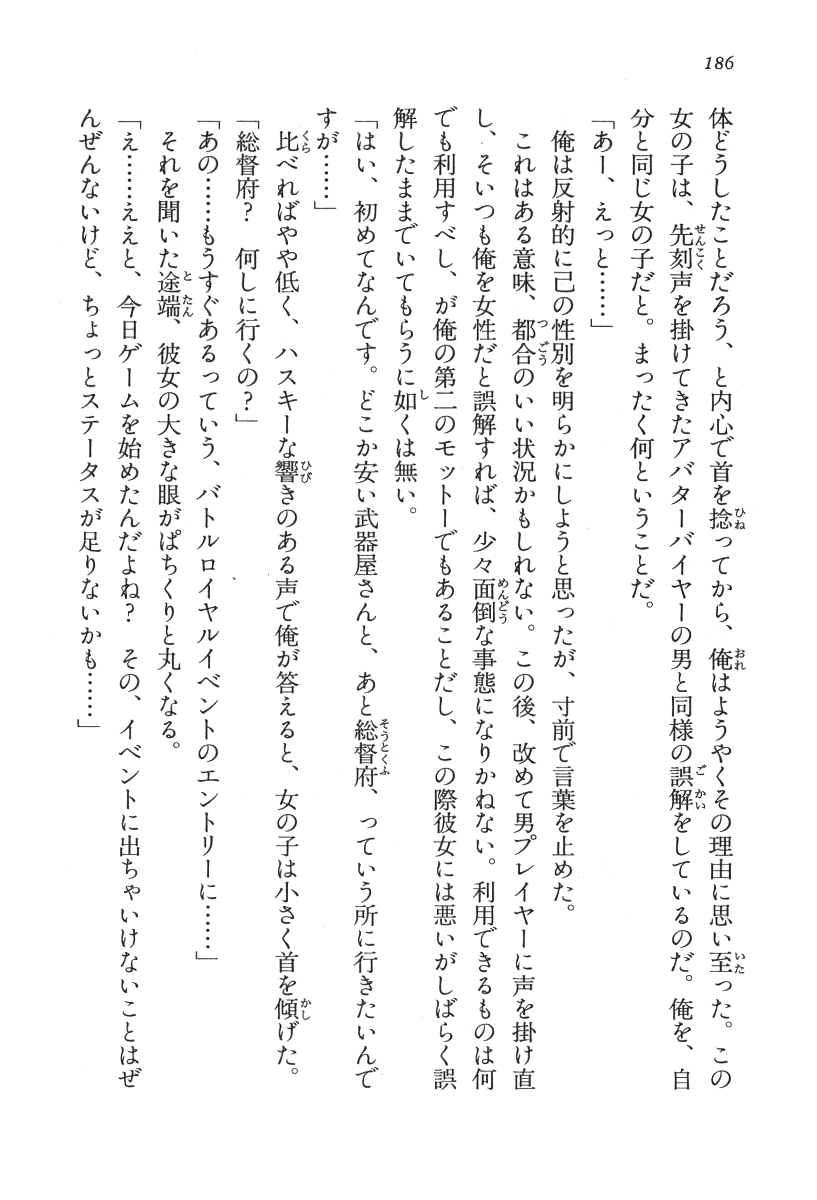 186
体どうしたことだろう、と内心で首を捻ってから、俺はようやくその理由に思い至った。この
女の子は、先刻声を掛けてきたアバターバイヤーの男と同様の誤解をしているのだ。俺を、自
分と同じ女の子だと。まったく何ということだ。
「あー、えっと……」
俺は反射的に己の性別を明らかにしようと思ったが、寸前で言葉を止めた。
これはある意味、都合のいい状況かもしれない。この後、改めて男プレイヤーに声を掛け直
し、そいつも俺を女性だと誤解すれば、少々面倒な事態になりかねない。利用できるものは何
でも利用すべし、が俺の第二のモットーでもあることだし、この際彼女には悪いがしばらく誤
解したままでいてもらうに如くは無い。
「はい、初めてなんです。どこか安い武器屋さんと、あと総督府、っていう所に行きたいんで
すが……」
比べればやや低く、ハスキーな響きのある声で俺が答えると、女の子は小さく首を傾げた。
「総督府？　何しに行くの？」
「あの……もうすぐあるっていう、バトルロイヤルイベントのエントリーに……」
それを聞いた途端、彼女の大きな眼がぱちくりと丸くなる。
「え……ええと、今日ゲームを始めたんだよね？　その、イベントに出ちゃいけないことはぜ
んぜんないけど、ちょっとステータスが足りないかも……」